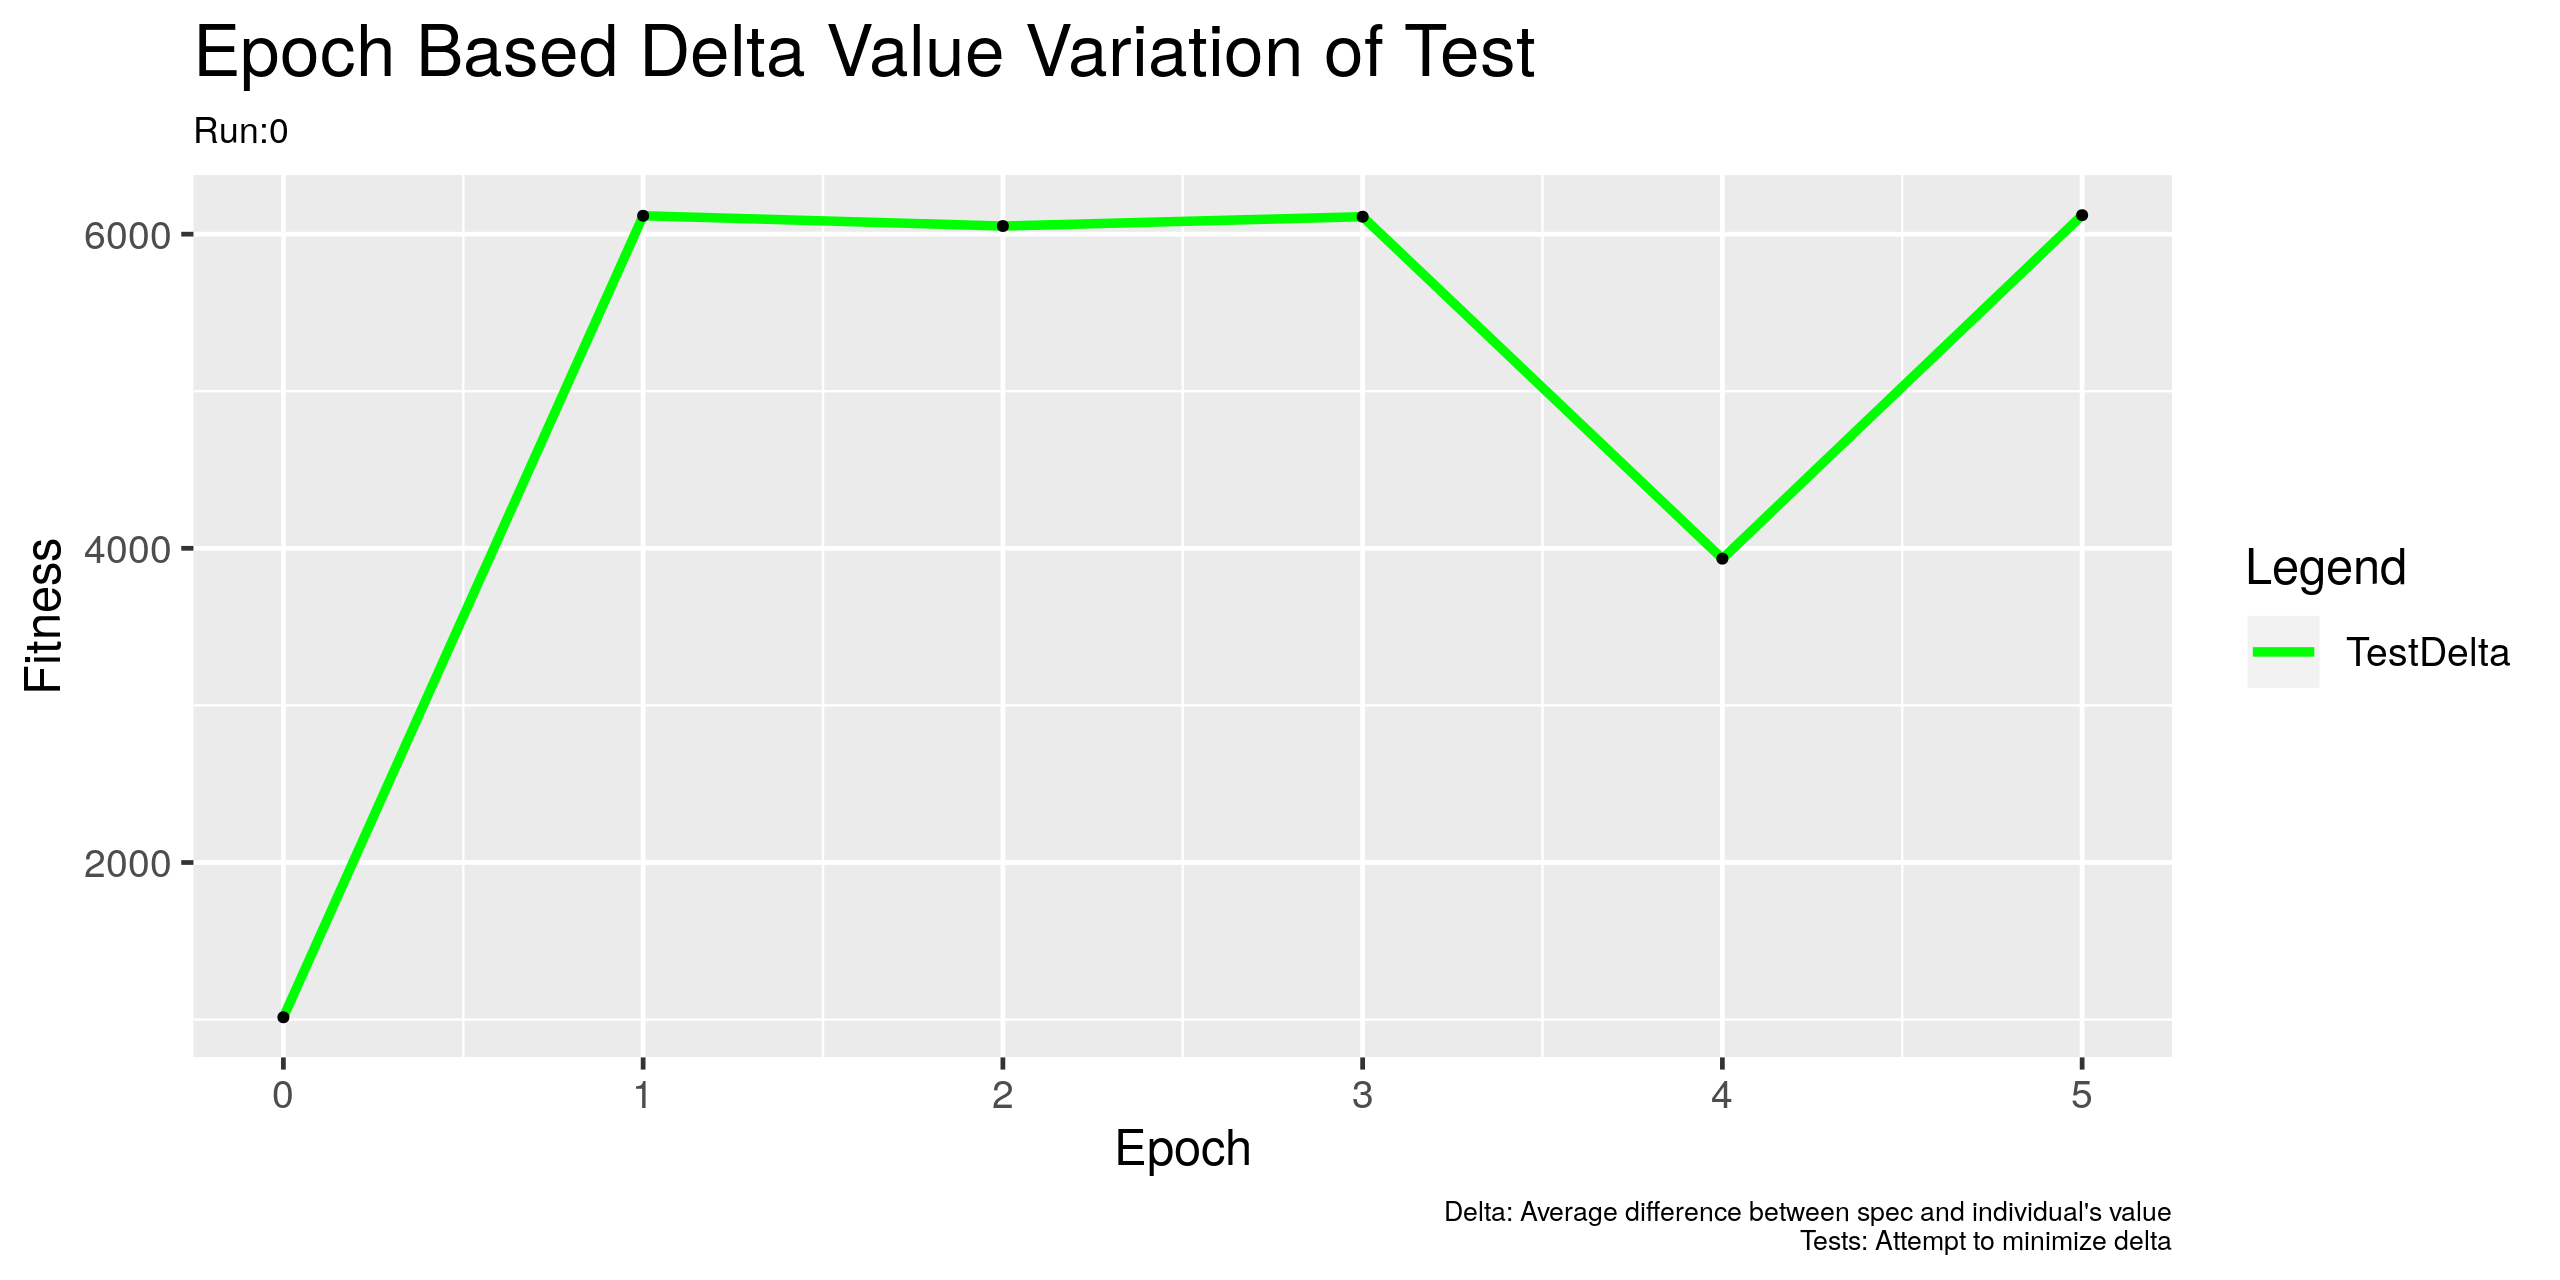 Epoch Based Delta Value Variation of Test
Run:0
6000
4000
2000
Fitness
0 1 2 3 4 5
Epoch
Legend
TestDelta
Delta: Average difference between spec and individual's value
Tests: Attempt to minimize delta